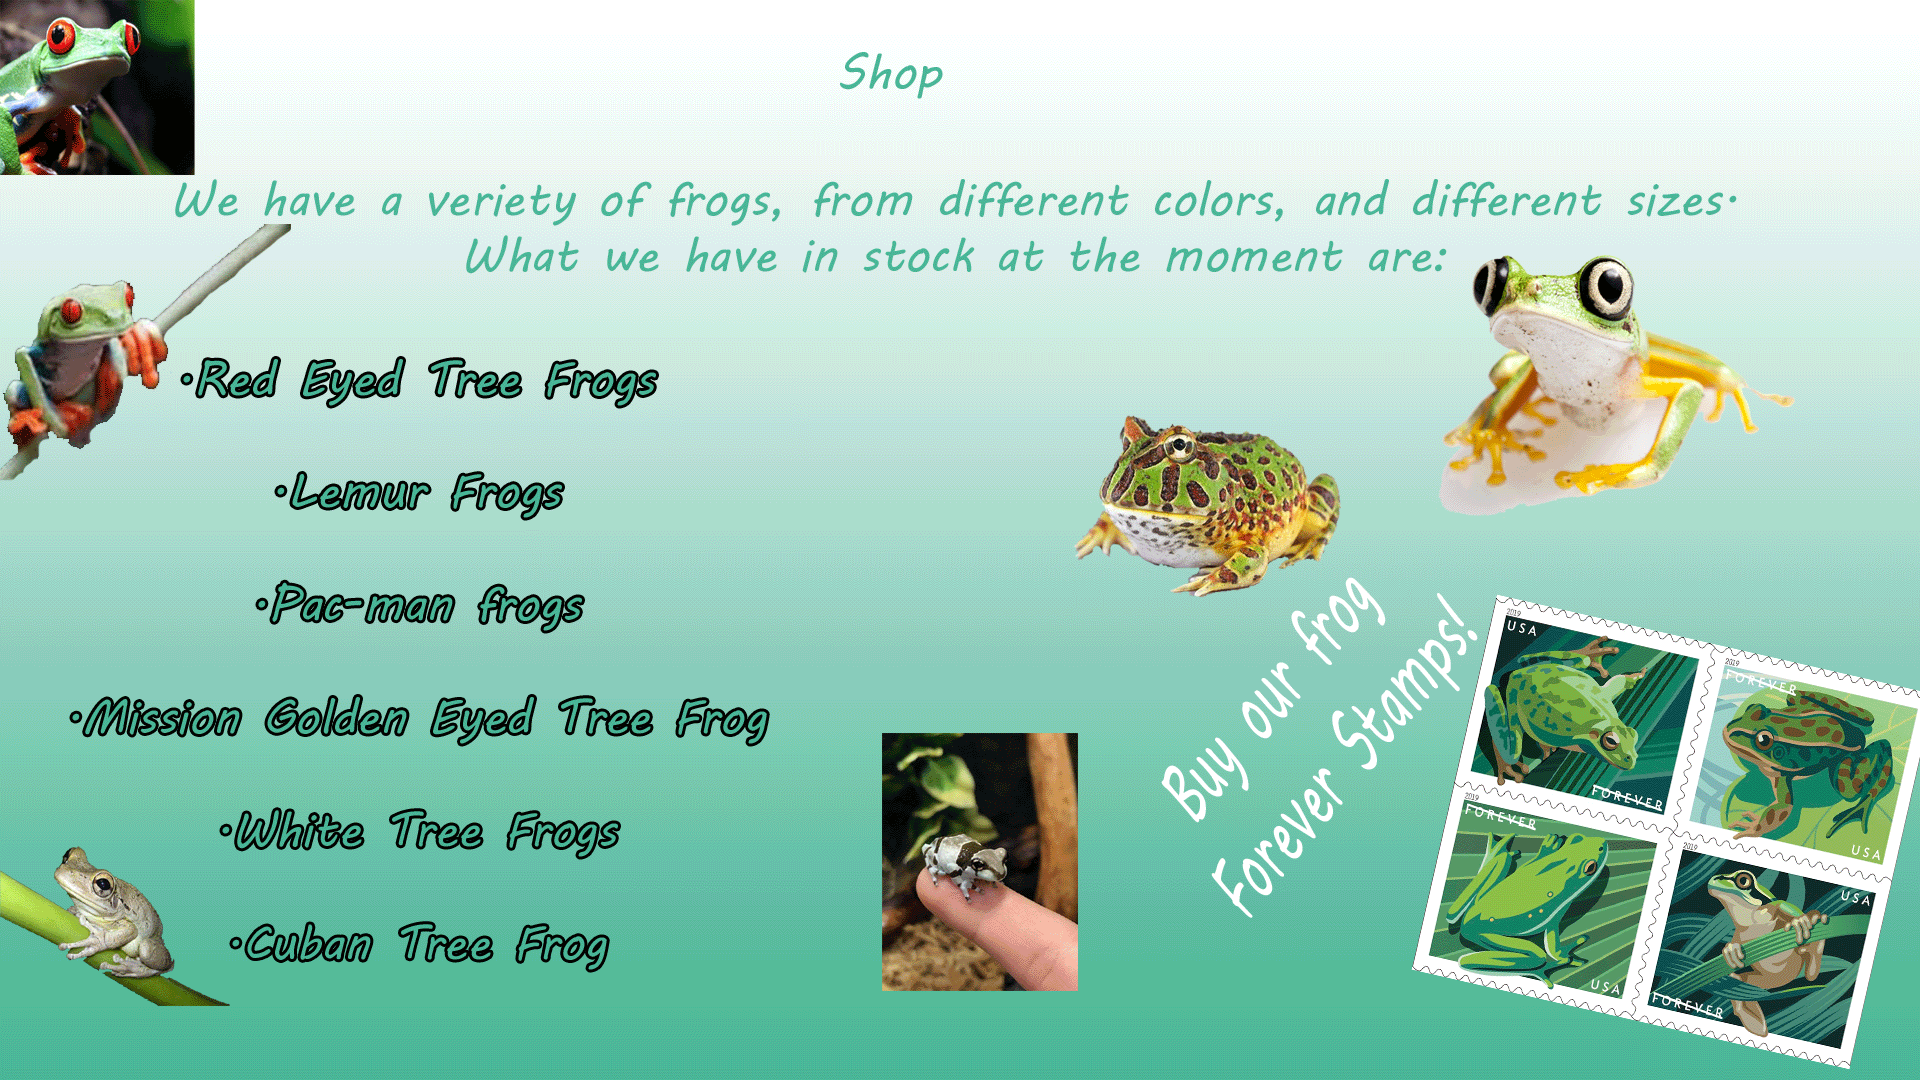 Shop
We have a veriety of frogs, from different colors, and different sizes.
What we have in stock at the moment are:
·Red Eyed Tree Frogs
·Lemur Frogs
·Pac-man frogs
·Mission Golden Eyed Tree Frog
·White Tree Frogs
·Cuban Tree Frog
Buy our frog
Forever Stamps!
2019
USA
FOREVER
2019
FOREVER
USA
2019
FOREVER
USA
2019
USA
FOREVER